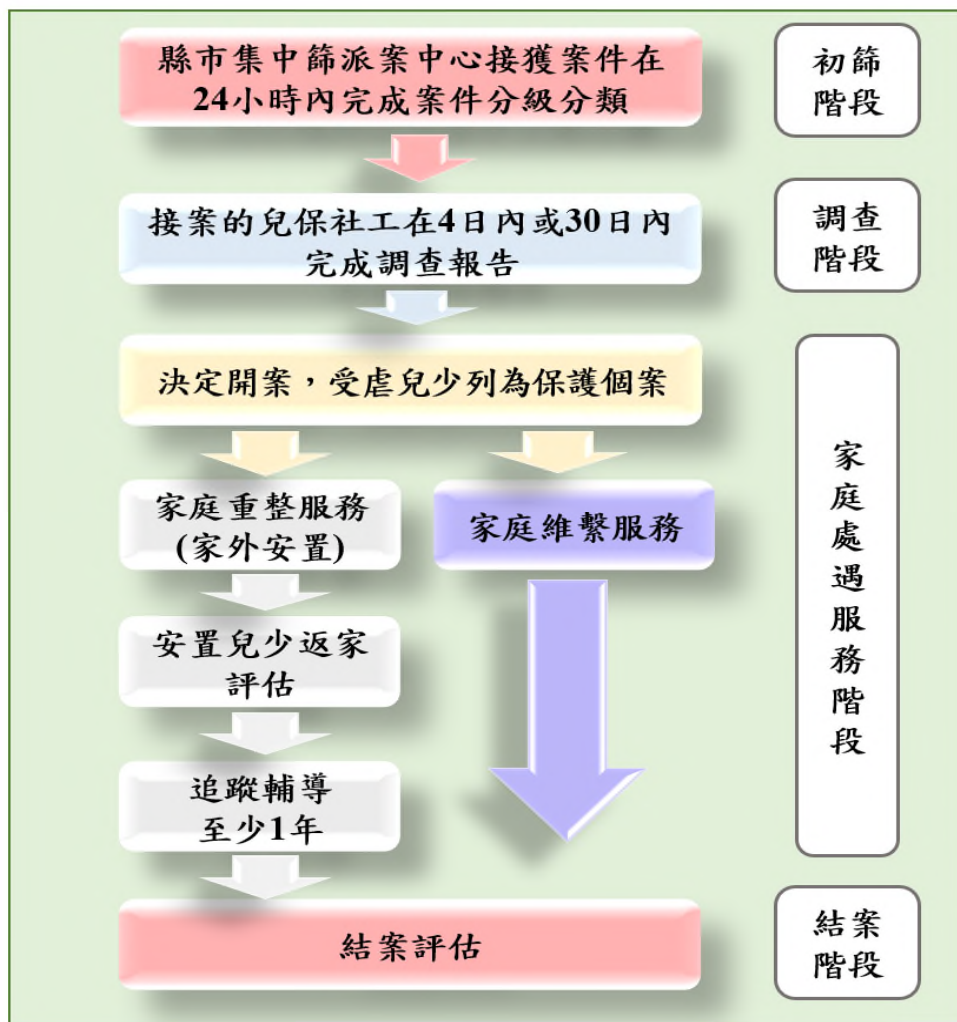 縣市集中篩派案中心接獲案件在
24小時內完成案件分級分類
初篩
階段
接案的兒保社工在4日內或30日內
完成調查報告
調查
階段
決定開案，受虐兒少列為保護個案
家庭重整服務
(家外安置)
家庭維繫服務
安置兒少返家
評估
追蹤輔導
至少1年
家庭處遇服務階段
結案評估
結案
階段